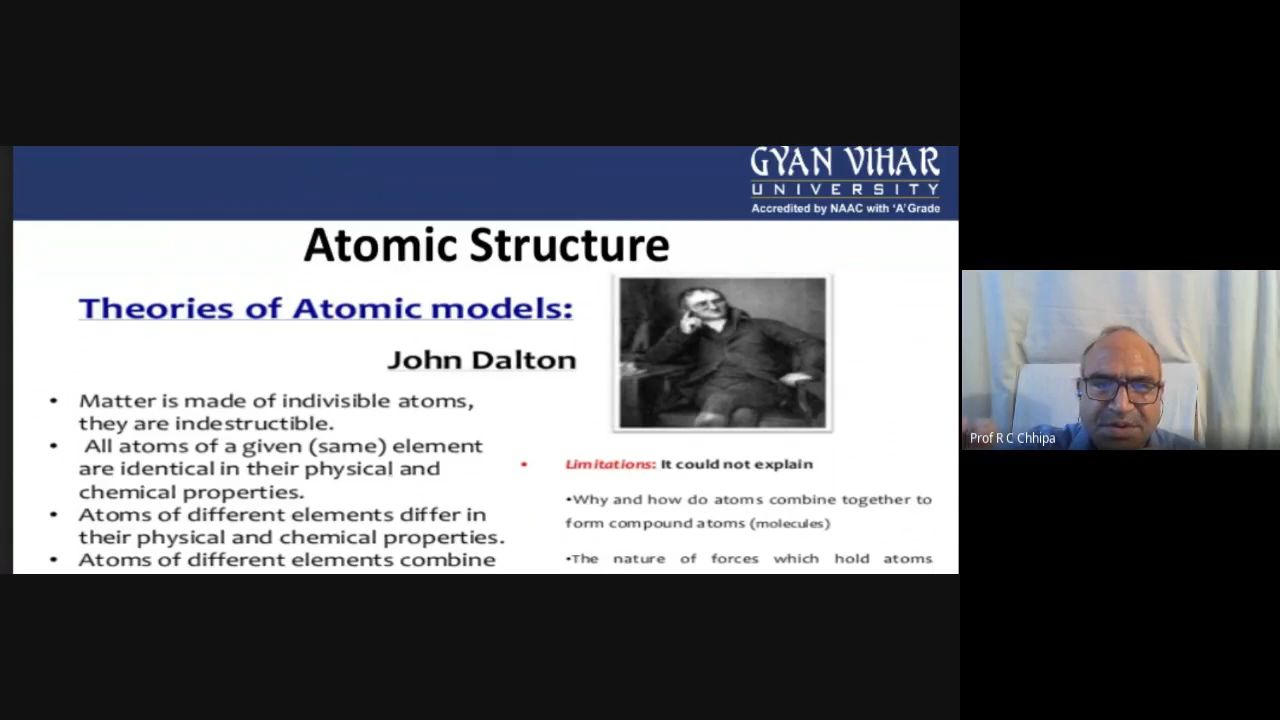 GYAN VIHAR
UNIVERSITY
Accredited by NAAC with 'A' Grade
Atomic Structure
Theories of Atomic models:
John Dalton
• Matter is made of indivisible atoms,
they are indestructible.
• All atoms of a given (same) element
are identical in their physical and
chemical properties.
• Atoms of different elements differ in
their physical and chemical properties.
• Atoms of different elements combine
• Limitations: It could not explain
•Why and how do atoms combine together to
form compound atoms (molecules)
•The nature of forces which hold atoms
Prof R C Chhipa